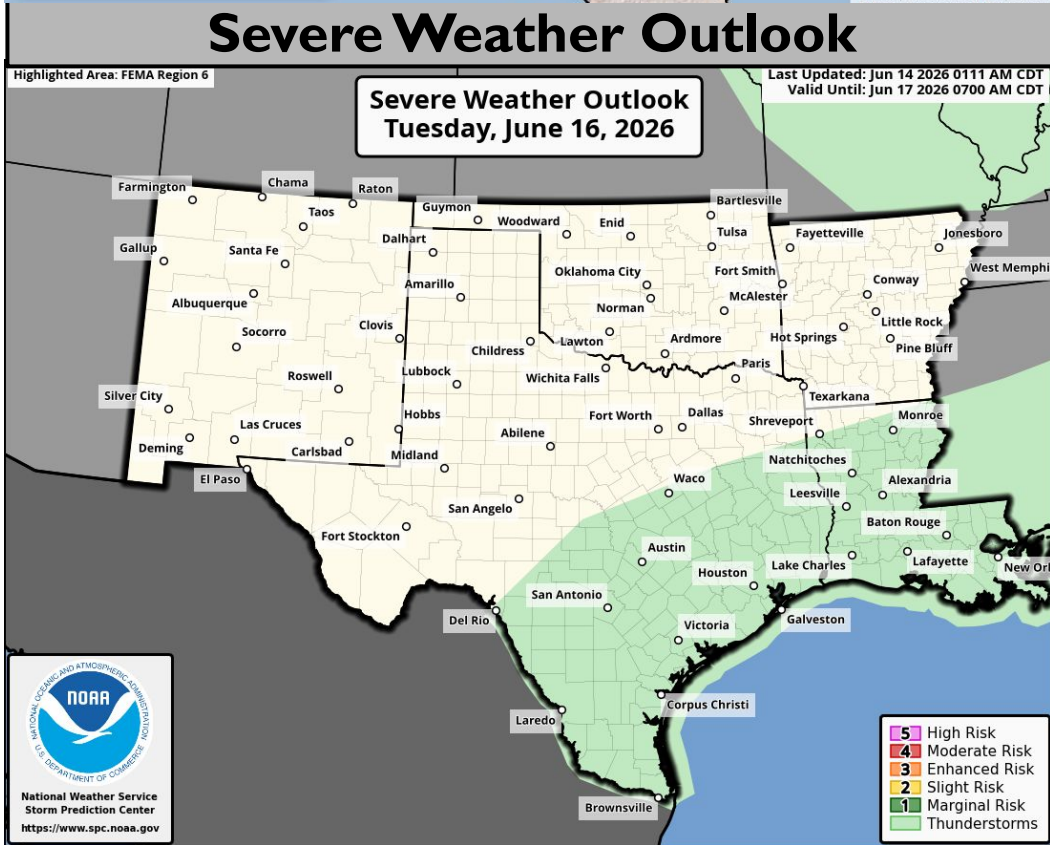 Severe Weather Outlook
Highlighted Area: FEMA Region 6
Last Updated: Jun 14 2026 0111 AM CDT
Valid Until: Jun 17 2026 0700 AM CDT
Severe Weather Outlook
Tuesday, June 16, 2026
Farmington
Chama
Raton
Taos
Guymon
Woodward
Enid
Bartlesville
Tulsa
Fayetteville
Jonesboro
Gallup
Santa Fe
Dalhart
Oklahoma City
Fort Smith
West Memphi
Albuquerque
Amarillo
Norman
McAlester
Conway
Socorro
Clovis
Childress
Lawton
Ardmore
Hot Springs
Little Rock
Pine Bluff
Roswell
Lubbock
Wichita Falls
Paris
Silver City
Texarkana
Las Cruces
Hobbs
Fort Worth
Dallas
Shreveport
Monroe
Deming
Carlsbad
Midland
Abilene
Natchitoches
El Paso
Waco
Leesville
Alexandria
San Angelo
Fort Stockton
Baton Rouge
Austin
Houston
Lake Charles
Lafayette
New Orl
Del Rio
San Antonio
Victoria
Galveston
Laredo
Corpus Christi
Brownsville
NATIONAL OCEANIC AND ATMOSPHERIC ADMINISTRATION
NOAA
U.S. DEPARTMENT OF COMMERCE
National Weather Service
Storm Prediction Center
https://www.spc.noaa.gov
5 High Risk
4 Moderate Risk
3 Enhanced Risk
2 Slight Risk
1 Marginal Risk
Thunderstorms